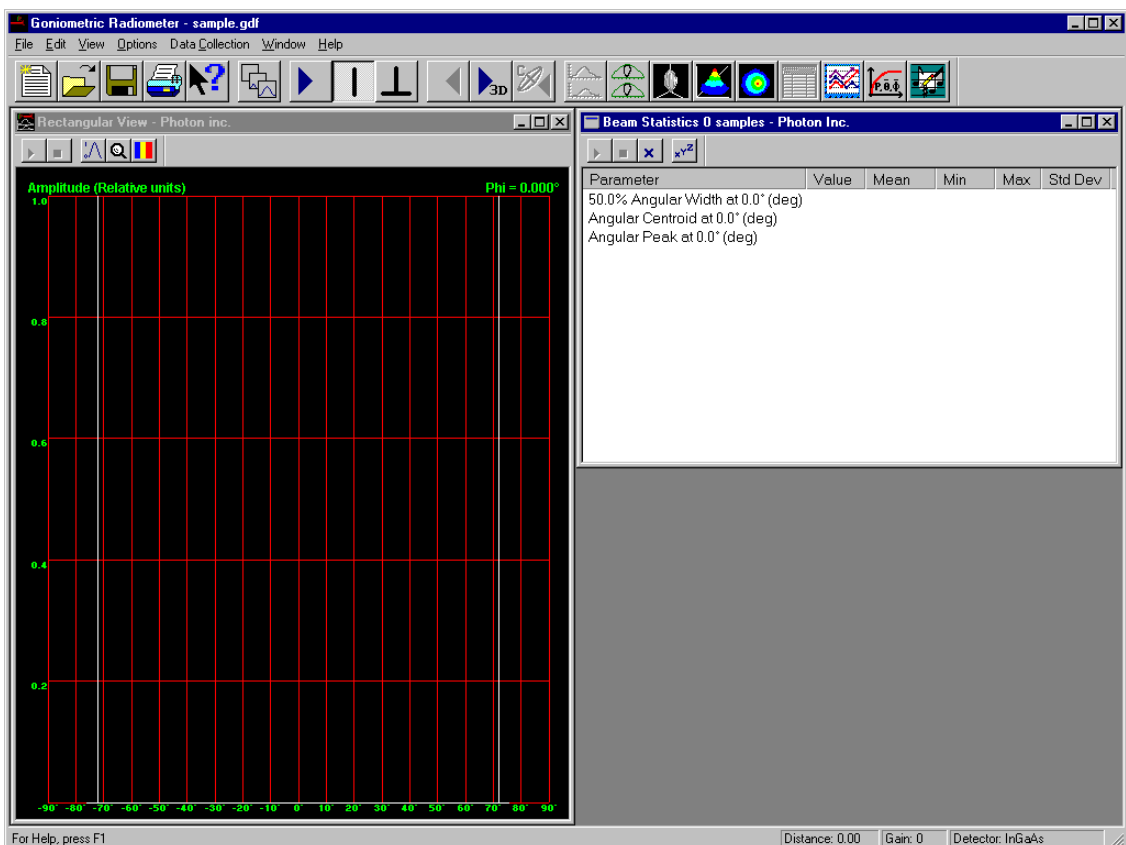 Goniometric Radiometer - sample.gdf
File Edit View Options Data Collection Window Help
3D
P,θ,Φ
Rectangular View - Photon inc.
Amplitude (Relative units) Phi = 0.000°
1.0
0.8
0.6
0.4
0.2
-90° -80° -70° -60° -50° -40° -30° -20° -10° 0° 10° 20° 30° 40° 50° 60° 70° 80° 90°
Beam Statistics 0 samples - Photon Inc.
xYZ
Parameter Value Mean Min Max Std Dev
50.0% Angular Width at 0.0° (deg)
Angular Centroid at 0.0° (deg)
Angular Peak at 0.0° (deg)
For Help, press F1 Distance: 0.00 Gain: 0 Detector: InGaAs